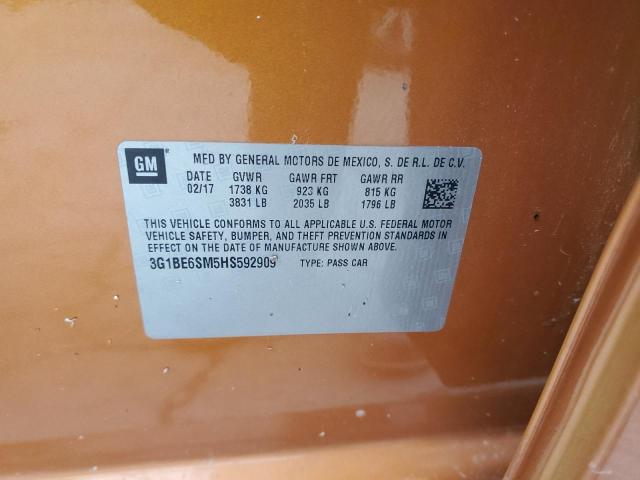 GM
MFD BY GENERAL MOTORS DE MEXICO, S. DE R.L. DE C.V.
DATE GVWR GAWR FRT GAWR RR
02/17 1738 KG 923 KG 815 KG
3831 LB 2035 LB 1796 LB
THIS VEHICLE CONFORMS TO ALL APPLICABLE U.S. FEDERAL MOTOR
VEHICLE SAFETY, BUMPER, AND THEFT PREVENTION STANDARDS IN
EFFECT ON THE DATE OF MANUFACTURE SHOWN ABOVE.
3G1BE6SM5HS592909 TYPE: PASS CAR